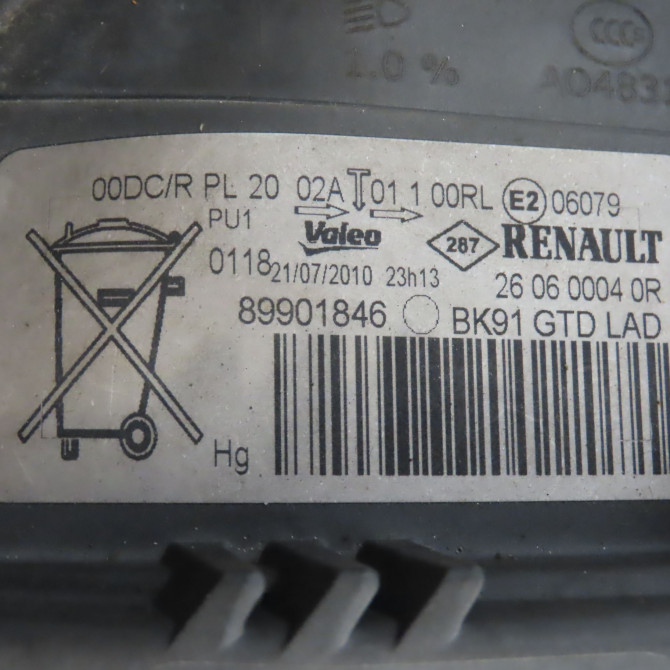 1.0 %
CCC
00DC/R PL 20 02A 01 1 00RL E2 06079
PU1
Valeo
287 RENAULT
0118 21/07/2010 23h13
26 06 0004 0R
89901846 BK91 GTD LAD
Hg